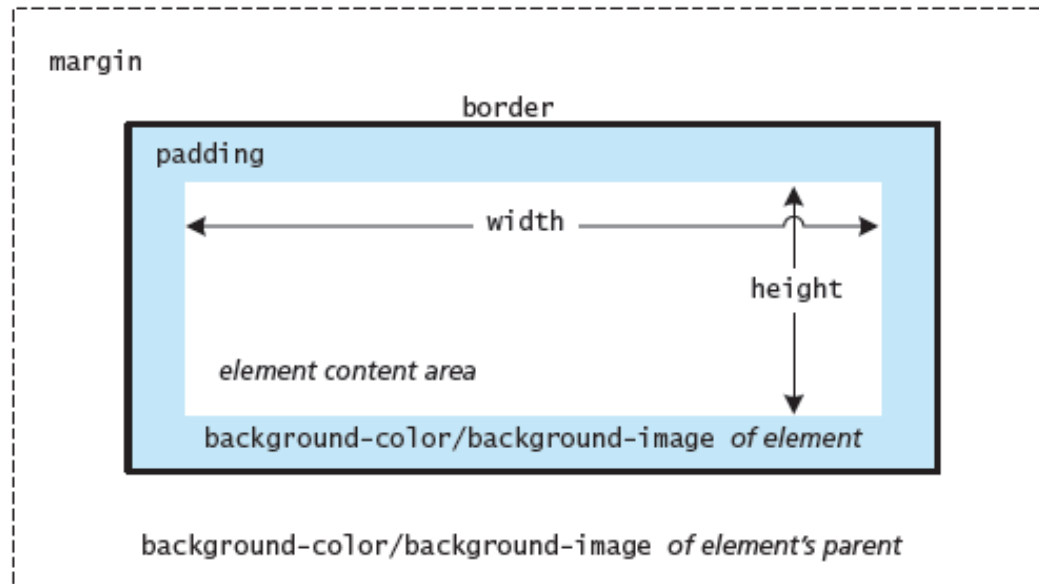 margin
border
padding
width
height
element content area
background-color/background-image of element
background-color/background-image of element's parent